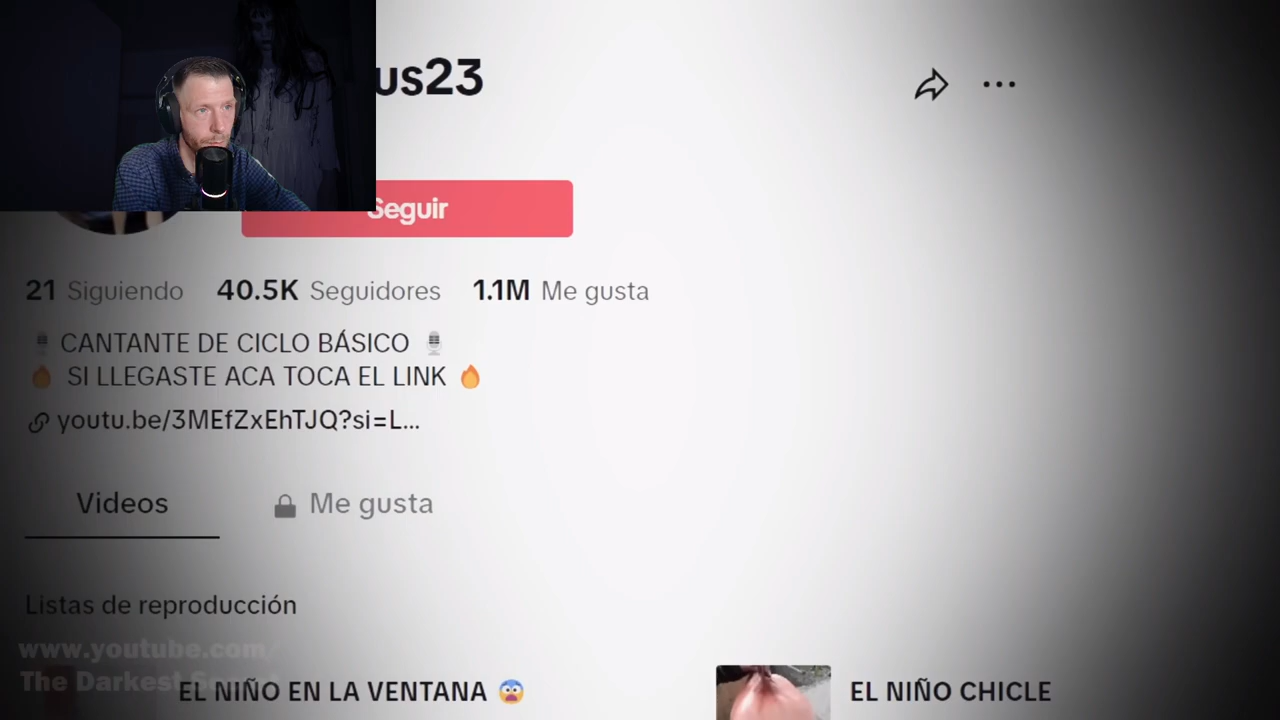 us23
Seguir
21 Siguiendo 40.5K Seguidores 1.1M Me gusta
CANTANTE DE CICLO BÁSICO
🔥 SI LLEGASTE ACA TOCA EL LINK 🔥
youtu.be/3MEfZxEhTJQ?si=L...
Videos Me gusta
Listas de reproducción
www.youtube.com/
The Darkest
EL NIÑO EN LA VENTANA 😨 EL NIÑO CHICLE